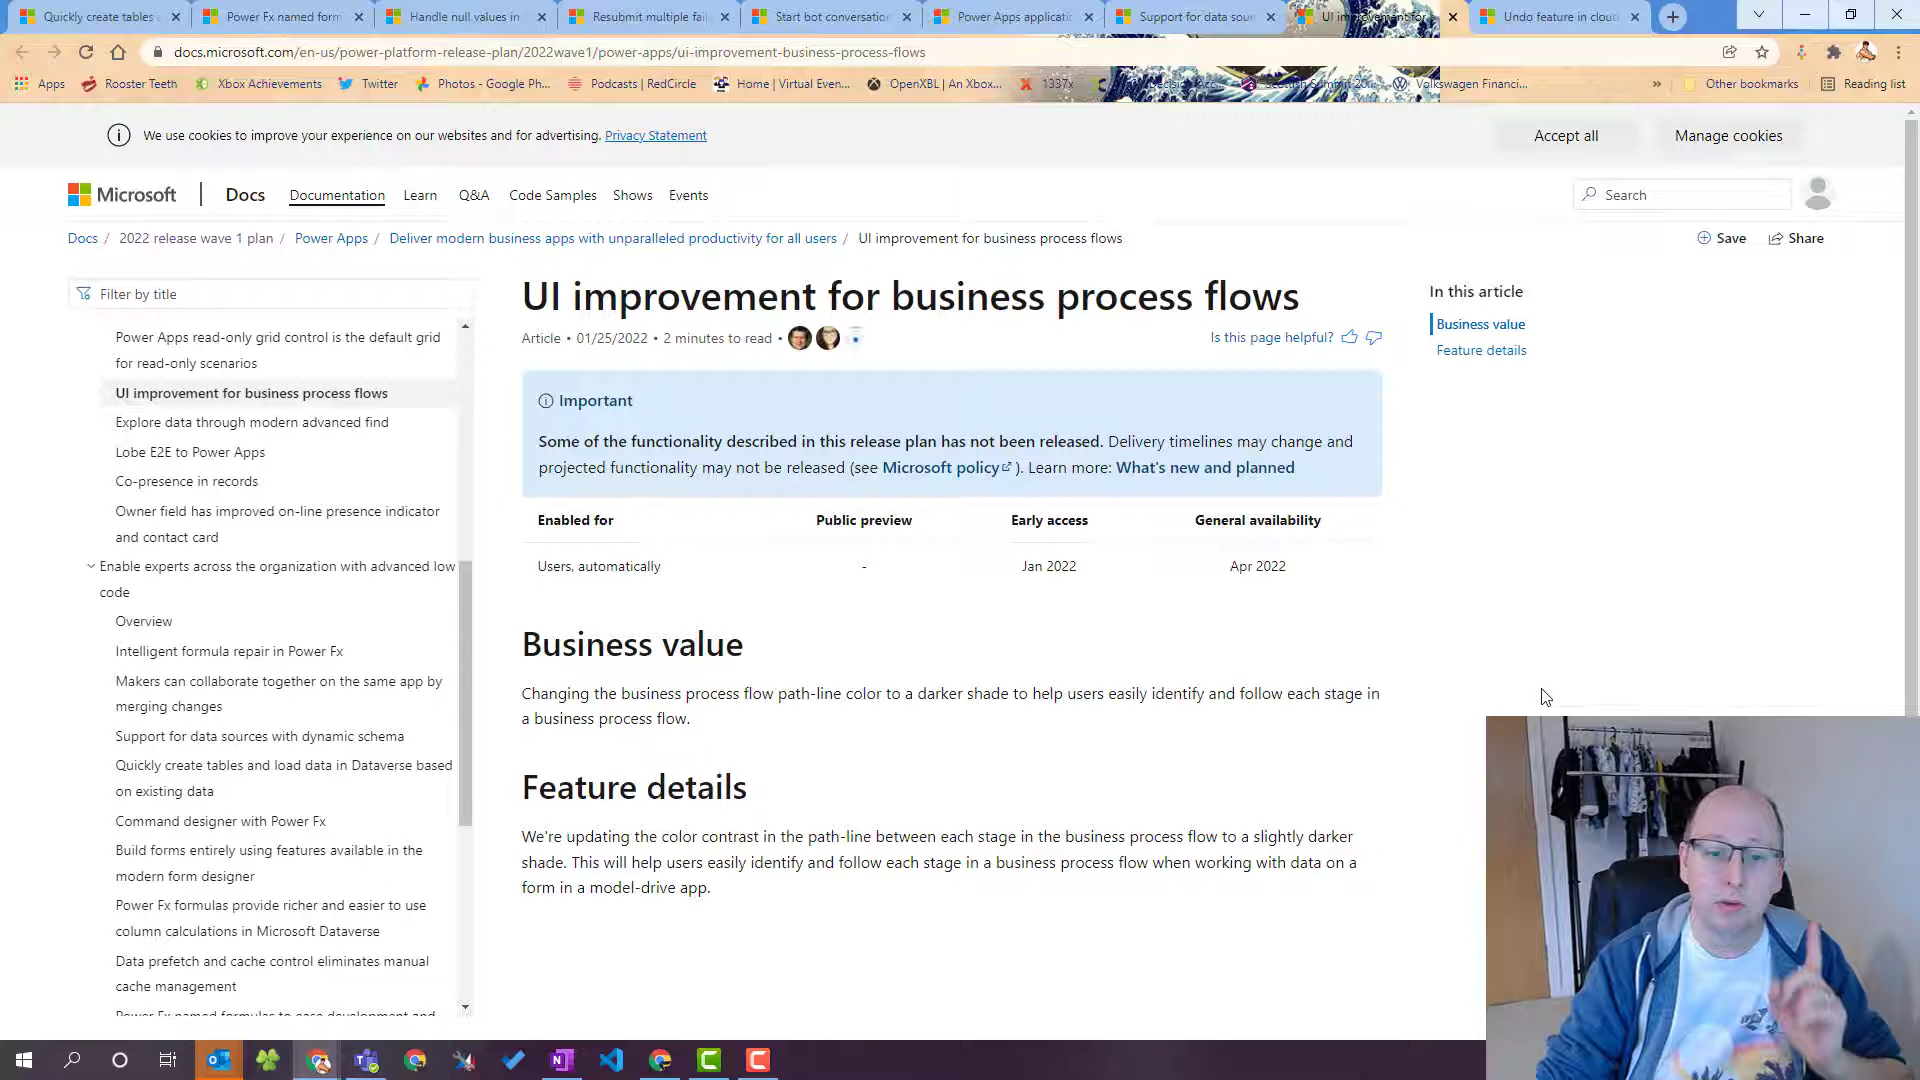 Quickly create tables
Power Fx named form
Handle null values in
Resubmit multiple fai
Start bot conversatio
Power Apps applicati
Support for data sour
UI improvement for
Undo feature in cloud
docs.microsoft.com/en-us/power-platform-release-plan/2022wave1/power-apps/ui-improvement-business-process-flows
Apps
Rooster Teeth
Xbox Achievements
Twitter
Photos - Google Ph...
Podcasts | RedCircle
Home | Virtual Even...
OpenXBL | An Xbox...
1337x
Scottish Summit 20...
Volkswagen Financi...
»
Other bookmarks
Reading list
We use cookies to improve your experience on our websites and for advertising. Privacy Statement
Accept all
Manage cookies
Microsoft
Docs
Documentation
Learn
Q&A
Code Samples
Shows
Events
Search
Docs / 2022 release wave 1 plan / Power Apps / Deliver modern business apps with unparalleled productivity for all users / UI improvement for business process flows
Save
Share
Filter by title
Power Apps read-only grid control is the default grid
for read-only scenarios
UI improvement for business process flows
Explore data through modern advanced find
Lobe E2E to Power Apps
Co-presence in records
Owner field has improved on-line presence indicator
and contact card
Enable experts across the organization with advanced low
code
Overview
Intelligent formula repair in Power Fx
Makers can collaborate together on the same app by
merging changes
Support for data sources with dynamic schema
Quickly create tables and load data in Dataverse based
on existing data
Command designer with Power Fx
Build forms entirely using features available in the
modern form designer
Power Fx formulas provide richer and easier to use
column calculations in Microsoft Dataverse
Data prefetch and cache control eliminates manual
cache management
Power Fx named formulas to ease development and
UI improvement for business process flows
Article • 01/25/2022 • 2 minutes to read •
Is this page helpful?
Important
Some of the functionality described in this release plan has not been released. Delivery timelines may change and
projected functionality may not be released (see Microsoft policy ). Learn more: What's new and planned
Enabled for
Public preview
Early access
General availability
Users, automatically
-
Jan 2022
Apr 2022
Business value
Changing the business process flow path-line color to a darker shade to help users easily identify and follow each stage in
a business process flow.
Feature details
We're updating the color contrast in the path-line between each stage in the business process flow to a slightly darker
shade. This will help users easily identify and follow each stage in a business process flow when working with data on a
form in a model-drive app.
In this article
Business value
Feature details